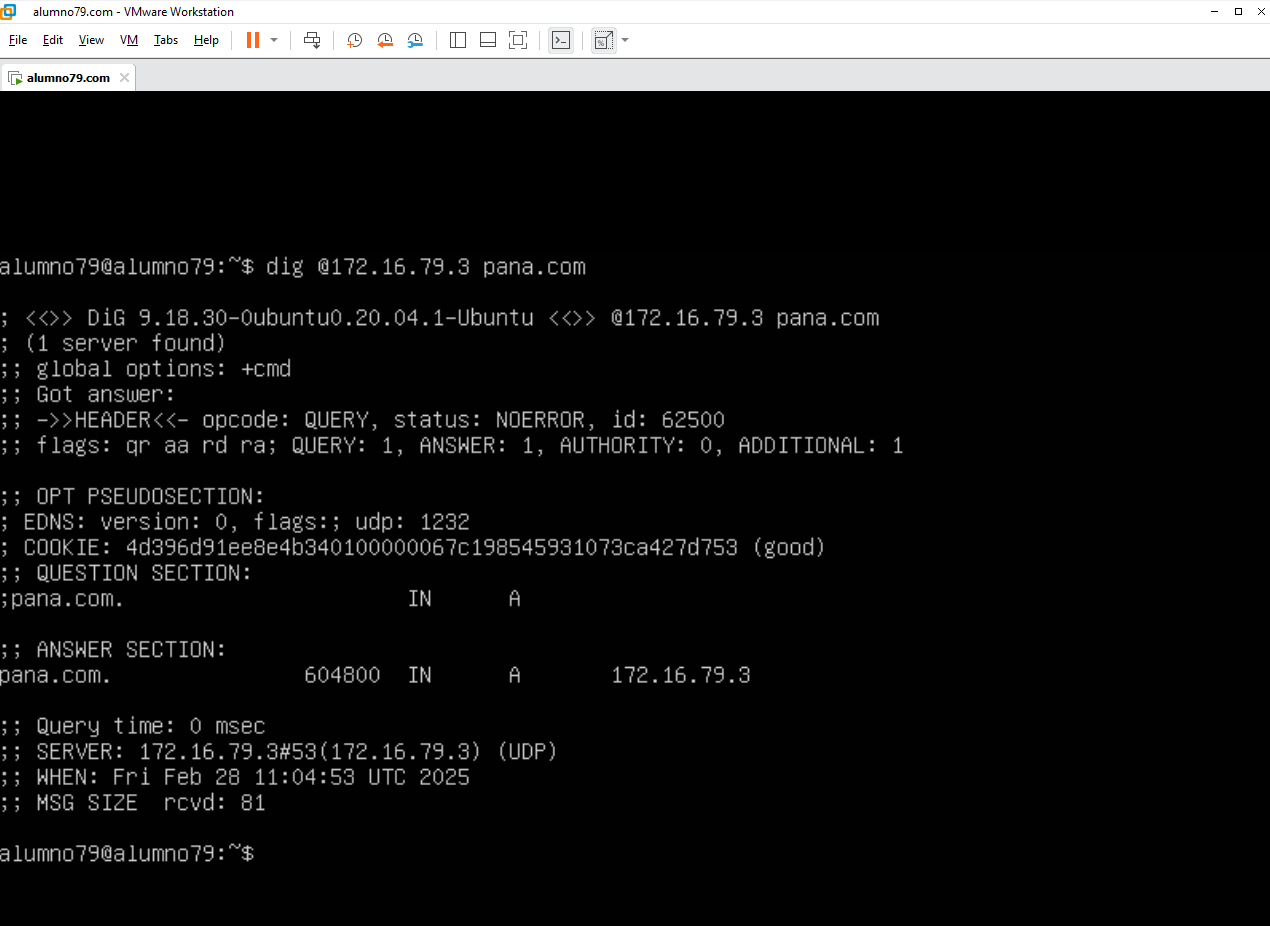 alumno79.com - VMware Workstation
File Edit View VM Tabs Help
alumno79.com
alumno79@alumno79:~$ dig @172.16.79.3 pana.com
; <<>> DiG 9.18.30-0ubuntu0.20.04.1-Ubuntu <<>> @172.16.79.3 pana.com
; (1 server found)
;; global options: +cmd
;; Got answer:
;; ->>HEADER<<- opcode: QUERY, status: NOERROR, id: 62500
;; flags: qr aa rd ra; QUERY: 1, ANSWER: 1, AUTHORITY: 0, ADDITIONAL: 1
;; OPT PSEUDOSECTION:
; EDNS: version: 0, flags:; udp: 1232
; COOKIE: 4d396d91ee8e4b340100000067c198545931073ca427d753 (good)
;; QUESTION SECTION:
;pana.com. IN A
;; ANSWER SECTION:
pana.com. 604800 IN A 172.16.79.3
;; Query time: 0 msec
;; SERVER: 172.16.79.3#53(172.16.79.3) (UDP)
;; WHEN: Fri Feb 28 11:04:53 UTC 2025
;; MSG SIZE  rcvd: 81
alumno79@alumno79:~$